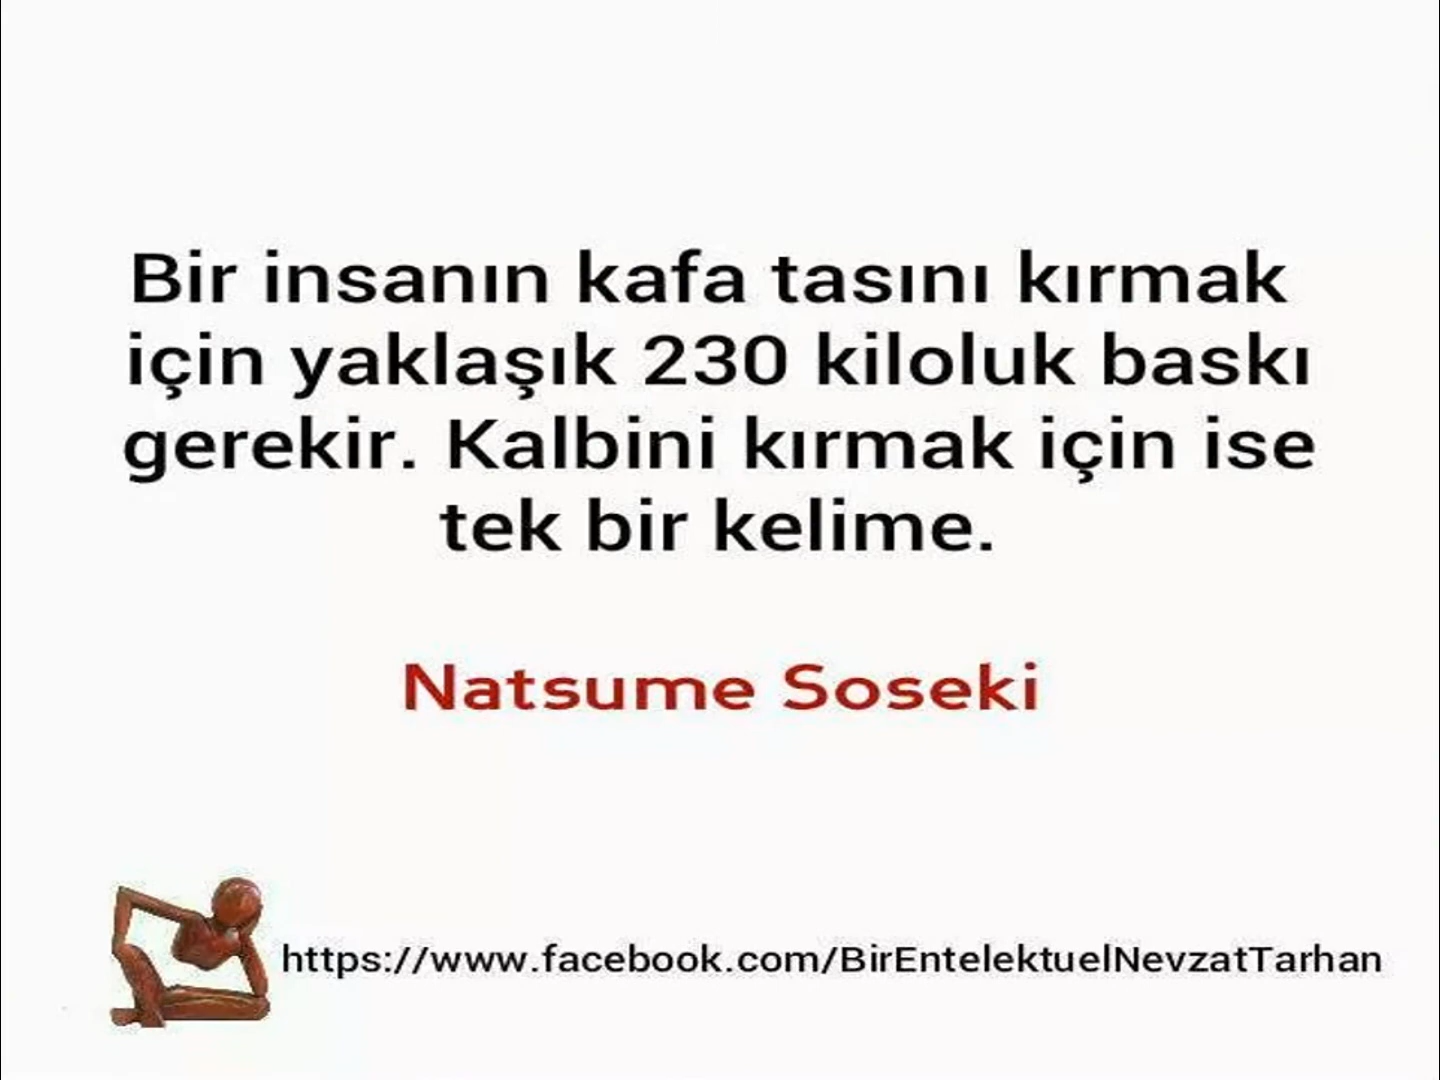 Bir insanın kafa tasını kırmak
için yaklaşık 230 kiloluk baskı
gerekir. Kalbini kırmak için ise
tek bir kelime.
Natsume Soseki
https://www.facebook.com/BirEntelektuelNevzatTarhan